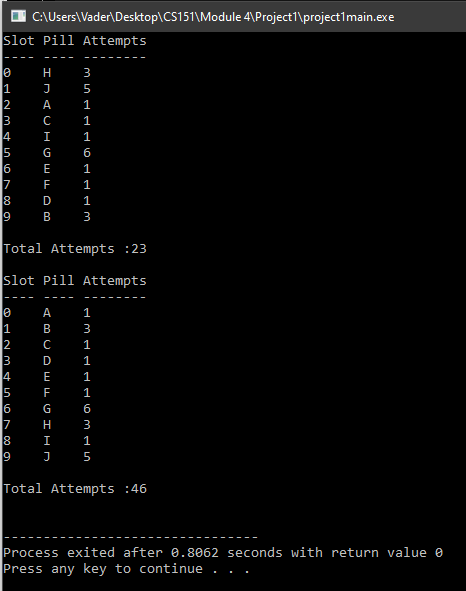 C:\Users\Vader\Desktop\CS151\Module 4\Project1\project1main.exe
Slot Pill Attempts
---- ---- --------
0    H    3
1    J    5
2    A    1
3    C    1
4    I    1
5    G    6
6    E    1
7    F    1
8    D    1
9    B    3
Total Attempts :23
Slot Pill Attempts
---- ---- --------
0    A    1
1    B    3
2    C    1
3    D    1
4    E    1
5    F    1
6    G    6
7    H    3
8    I    1
9    J    5
Total Attempts :46
--------------------------------
Process exited after 0.8062 seconds with return value 0
Press any key to continue . . .